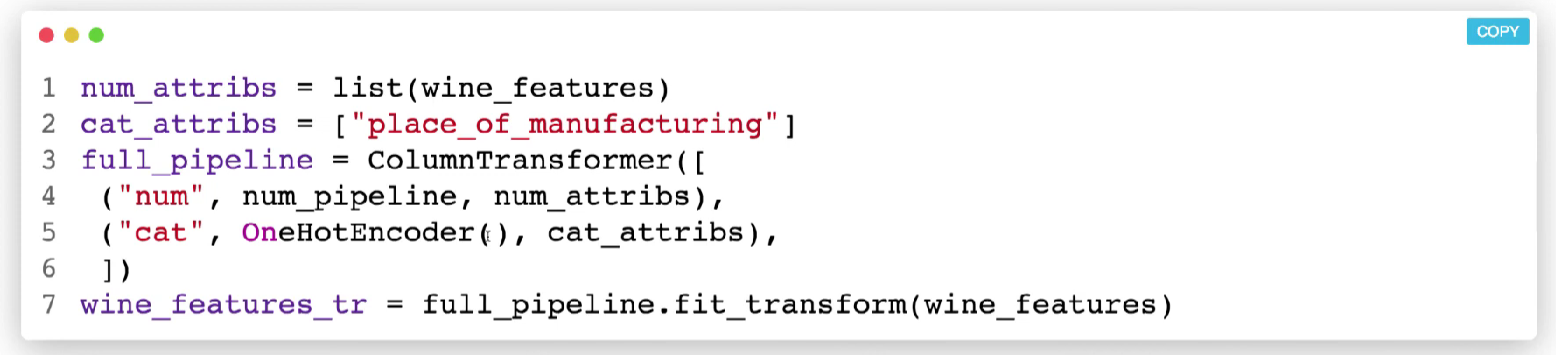 COPY
1 num_attribs = list(wine_features)
2 cat_attribs = ["place_of_manufacturing"]
3 full_pipeline = ColumnTransformer([
4  ("num", num_pipeline, num_attribs),
5  ("cat", OneHotEncoder(), cat_attribs),
6  ])
7 wine_features_tr = full_pipeline.fit_transform(wine_features)